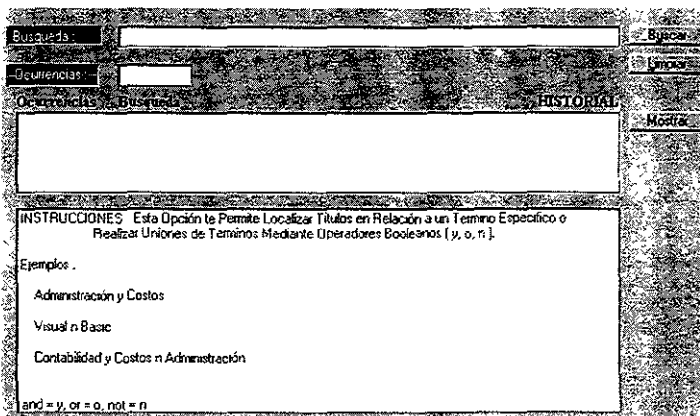 Busqueda :
Buscar
Ocurrencias :
Limpiar
Ocurrencias Busqueda HISTORIAL
Mostrar
INSTRUCCIONES Esta Opción te Permite Localizar Títulos en Relación a un Termino Especifico o
Realizar Uniones de Terminos Mediante Operadores Booleanos [ y, o, n ].
Ejemplos .
Administración y Costos
Visual n Basic
Contabilidad y Costos n Administración
and = y, or = o, not = n